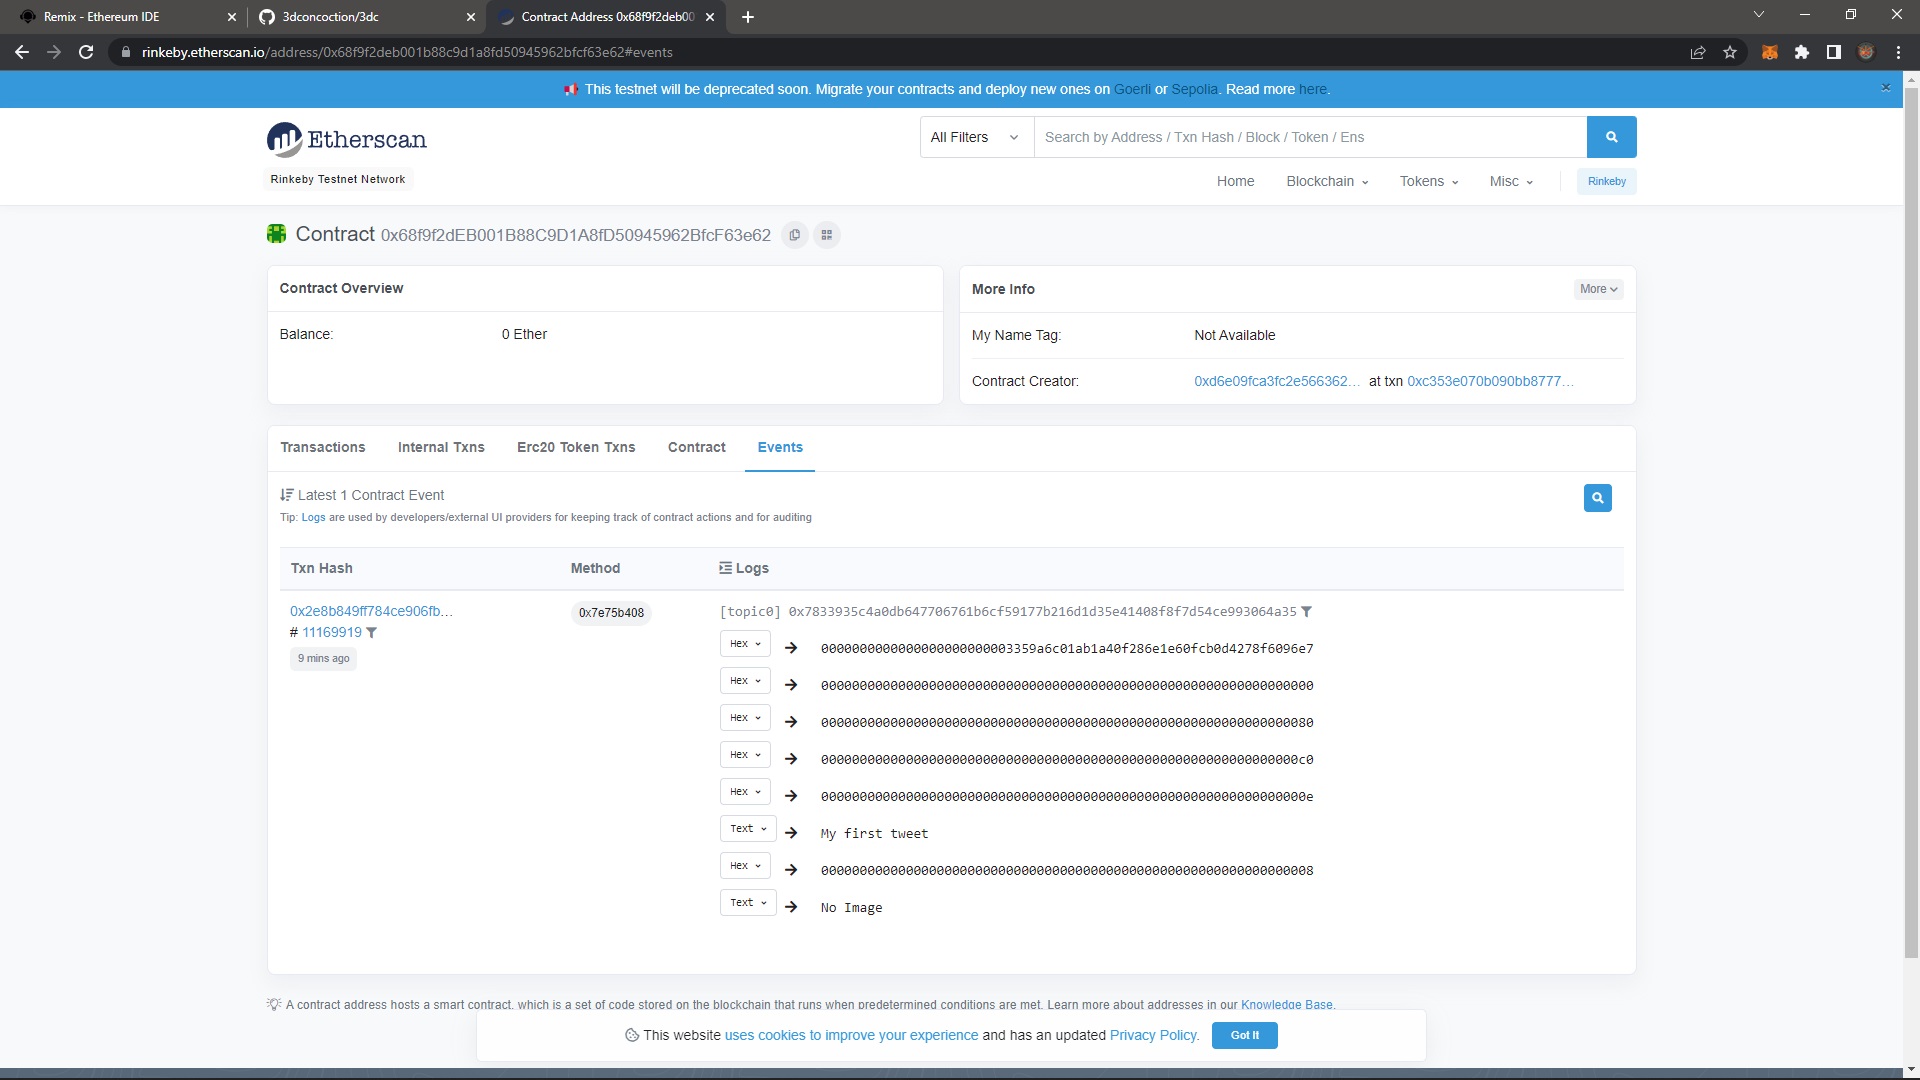 Remix - Ethereum IDE
3dconcoction/3dc
Contract Address 0x68f9f2deb00
rinkeby.etherscan.io/address/0x68f9f2deb001b88c9d1a8fd50945962bfcf63e62#events
This testnet will be deprecated soon. Migrate your contracts and deploy new ones on Goerli or Sepolia. Read more here.
Etherscan
All Filters
Search by Address / Txn Hash / Block / Token / Ens
Rinkeby Testnet Network
Home Blockchain Tokens Misc Rinkeby
Contract 0x68f9f2dEB001B88C9D1A8fD50945962BfcF63e62
Contract Overview
Balance: 0 Ether
More Info
More
My Name Tag: Not Available
Contract Creator: 0xd6e09fca3fc2e566362... at txn 0xc353e070b090bb8777...
Transactions Internal Txns Erc20 Token Txns Contract Events
Latest 1 Contract Event
Tip: Logs are used by developers/external UI providers for keeping track of contract actions and for auditing
Txn Hash Method Logs
0x2e8b849ff784ce906fb...
# 11169919
9 mins ago
0x7e75b408
[topic0] 0x7833935c4a0db647706761b6cf59177b216d1d35e41408f8f7d54ce993064a35
Hex 0000000000000000000000003359a6c01ab1a40f286e1e60fcb0d4278f6096e7
Hex 0000000000000000000000000000000000000000000000000000000000000000
Hex 0000000000000000000000000000000000000000000000000000000000000080
Hex 00000000000000000000000000000000000000000000000000000000000000c0
Hex 000000000000000000000000000000000000000000000000000000000000000e
Text My first tweet
Hex 0000000000000000000000000000000000000000000000000000000000000008
Text No Image
A contract address hosts a smart contract, which is a set of code stored on the blockchain that runs when predetermined conditions are met. Learn more about addresses in our Knowledge Base.
This website uses cookies to improve your experience and has an updated Privacy Policy.
Got It